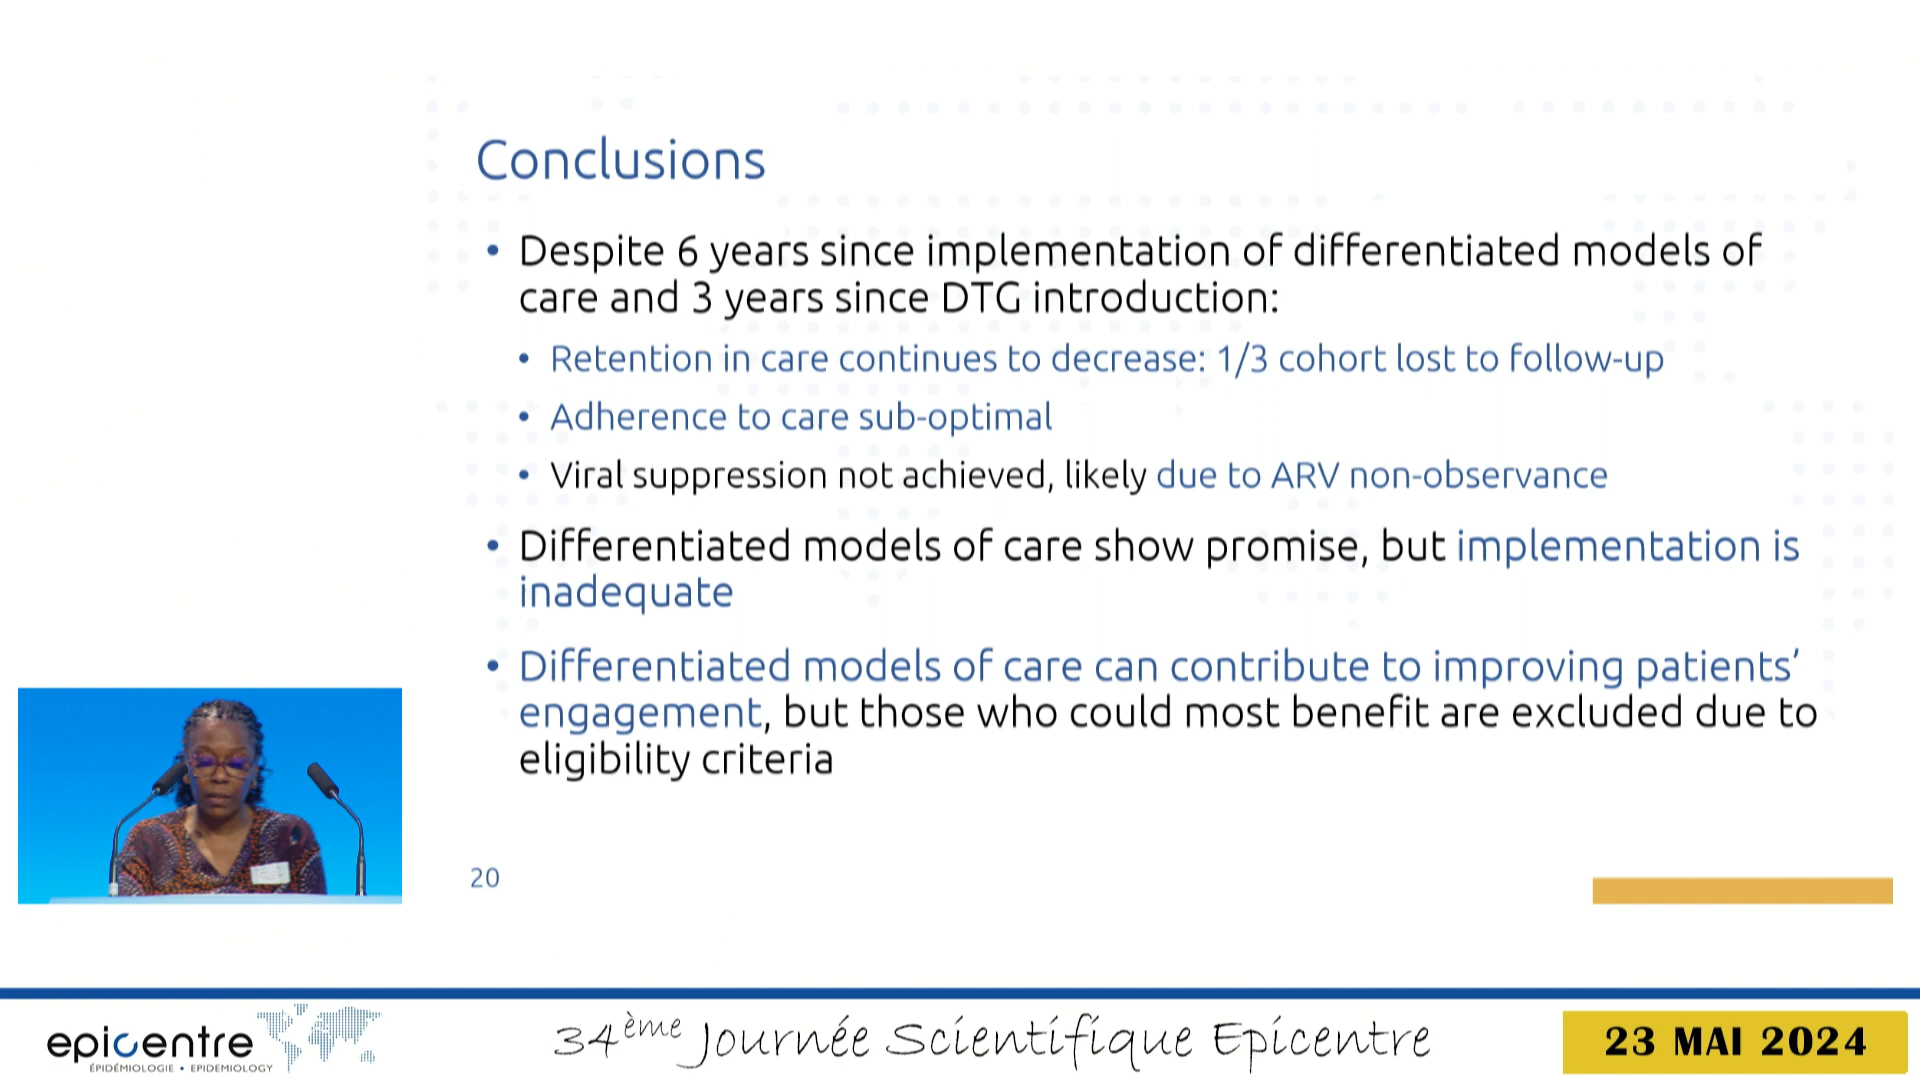 Conclusions
• Despite 6 years since implementation of differentiated models of
care and 3 years since DTG introduction:
• Retention in care continues to decrease: 1/3 cohort lost to follow-up
• Adherence to care sub-optimal
• Viral suppression not achieved, likely due to ARV non-observance
• Differentiated models of care show promise, but implementation is
inadequate
• Differentiated models of care can contribute to improving patients’
engagement, but those who could most benefit are excluded due to
eligibility criteria
20
epicentre
ÉPIDÉMIOLOGIE • EPIDEMIOLOGY
34ème Journée Scientifique Epicentre
23 MAI 2024